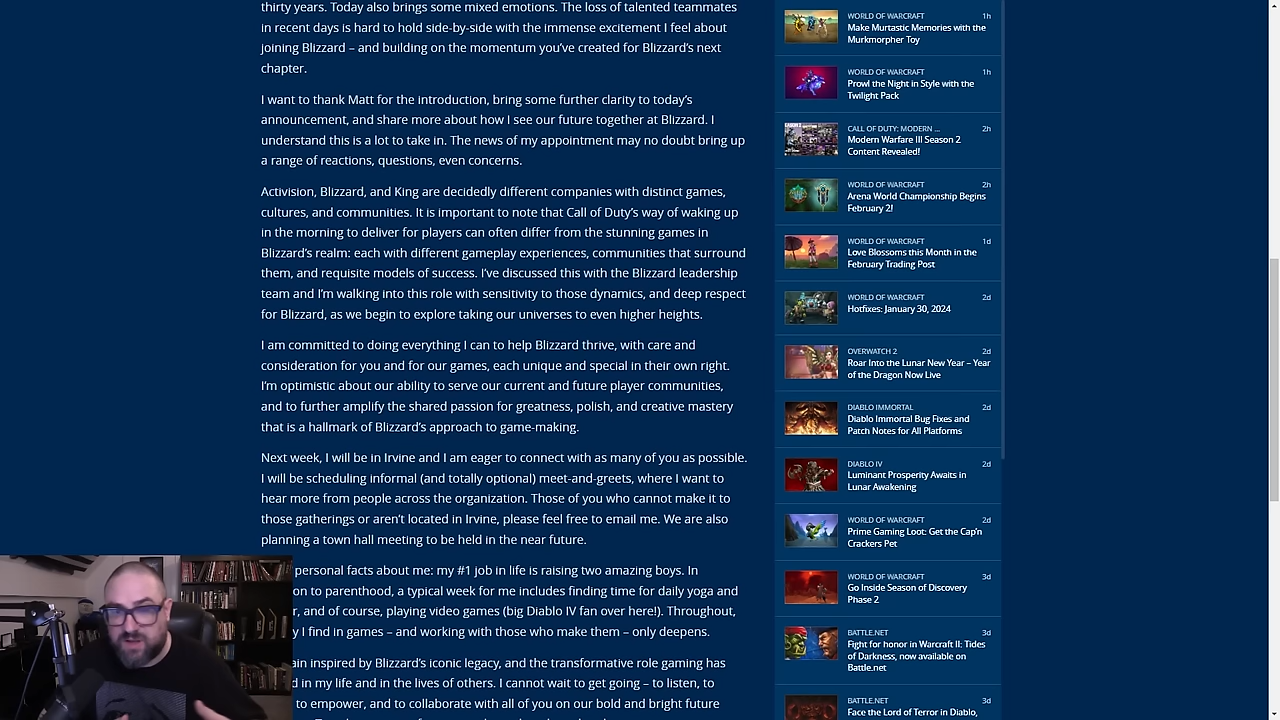 thirty years. Today also brings some mixed emotions. The loss of talented teammates
in recent days is hard to hold side-by-side with the immense excitement I feel about
joining Blizzard – and building on the momentum you've created for Blizzard's next
chapter.
I want to thank Matt for the introduction, bring some further clarity to today's
announcement, and share more about how I see our future together at Blizzard. I
understand this is a lot to take in. The news of my appointment may no doubt bring up
a range of reactions, questions, even concerns.
Activision, Blizzard, and King are decidedly different companies with distinct games,
cultures, and communities. It is important to note that Call of Duty's way of waking up
in the morning to deliver for players can often differ from the stunning games in
Blizzard's realm: each with different gameplay experiences, communities that surround
them, and requisite models of success. I've discussed this with the Blizzard leadership
team and I'm walking into this role with sensitivity to those dynamics, and deep respect
for Blizzard, as we begin to explore taking our universes to even higher heights.
I am committed to doing everything I can to help Blizzard thrive, with care and
consideration for you and for our games, each unique and special in their own right.
I'm optimistic about our ability to serve our current and future player communities,
and to further amplify the shared passion for greatness, polish, and creative mastery
that is a hallmark of Blizzard's approach to game-making.
Next week, I will be in Irvine and I am eager to connect with as many of you as possible.
I will be scheduling informal (and totally optional) meet-and-greets, where I want to
hear more from people across the organization. Those of you who cannot make it to
those gatherings or aren't located in Irvine, please feel free to email me. We are also
planning a town hall meeting to be held in the near future.
personal facts about me: my #1 job in life is raising two amazing boys. In
on to parenthood, a typical week for me includes finding time for daily yoga and
r, and of course, playing video games (big Diablo IV fan over here!). Throughout,
y I find in games – and working with those who make them – only deepens.
ain inspired by Blizzard's iconic legacy, and the transformative role gaming has
d in my life and in the lives of others. I cannot wait to get going – to listen, to
to empower, and to collaborate with all of you on our bold and bright future
WORLD OF WARCRAFT 1h
Make Murtastic Memories with the
Murkmorpher Toy
WORLD OF WARCRAFT 1h
Prowl the Night in Style with the
Twilight Pack
CALL OF DUTY: MODERN ... 2h
Modern Warfare III Season 2
Content Revealed!
WORLD OF WARCRAFT 2h
Arena World Championship Begins
February 2!
WORLD OF WARCRAFT 1d
Love Blossoms this Month in the
February Trading Post
WORLD OF WARCRAFT 2d
Hotfixes: January 30, 2024
OVERWATCH 2 2d
Roar Into the Lunar New Year – Year
of the Dragon Now Live
DIABLO IMMORTAL 2d
Diablo Immortal Bug Fixes and
Patch Notes for All Platforms
DIABLO IV 2d
Luminant Prosperity Awaits in
Lunar Awakening
WORLD OF WARCRAFT 2d
Prime Gaming Loot: Get the Cap'n
Crackers Pet
WORLD OF WARCRAFT 3d
Go Inside Season of Discovery
Phase 2
BATTLE.NET 3d
Fight for honor in Warcraft II: Tides
of Darkness, now available on
Battle.net
BATTLE.NET 3d
Face the Lord of Terror in Diablo,